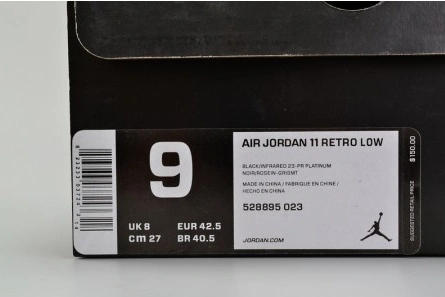 9
UK 8 EUR 42.5
cm 27 BR 40.5
AIR JORDAN 11 RETRO LOW
BLACK/INFRARED 23-PR PLATINUM
NOIR/ROSEIN-GRISMT
MADE IN CHINA / FABRIQUE EN CHINE /
HECHO EN CHINA
528895 023
JORDAN.COM
$150.00
SUGGESTED RETAIL PRICE